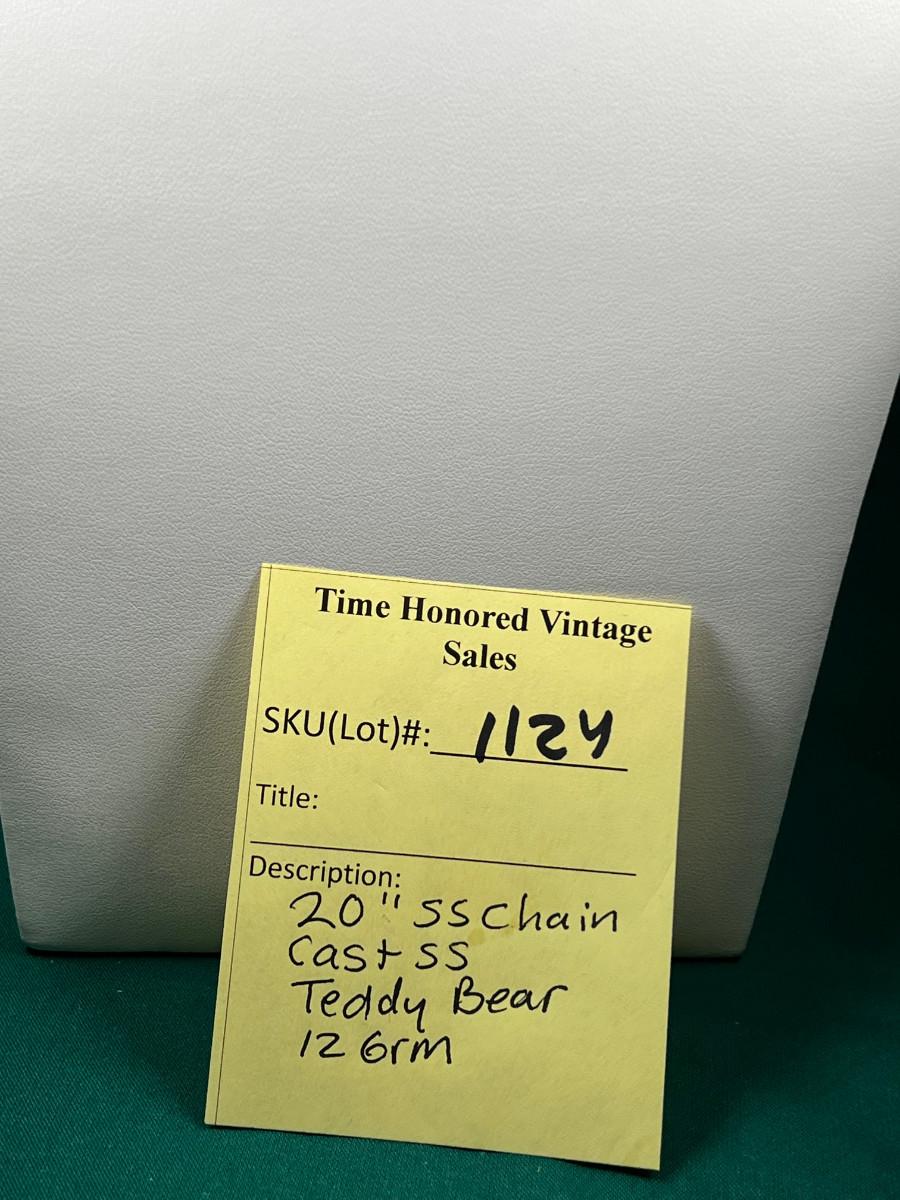 Time Honored Vintage
Sales
SKU(Lot)#: 1124
Title:
Description:
20" SS Chain
Cast SS
Teddy Bear
12 Grm